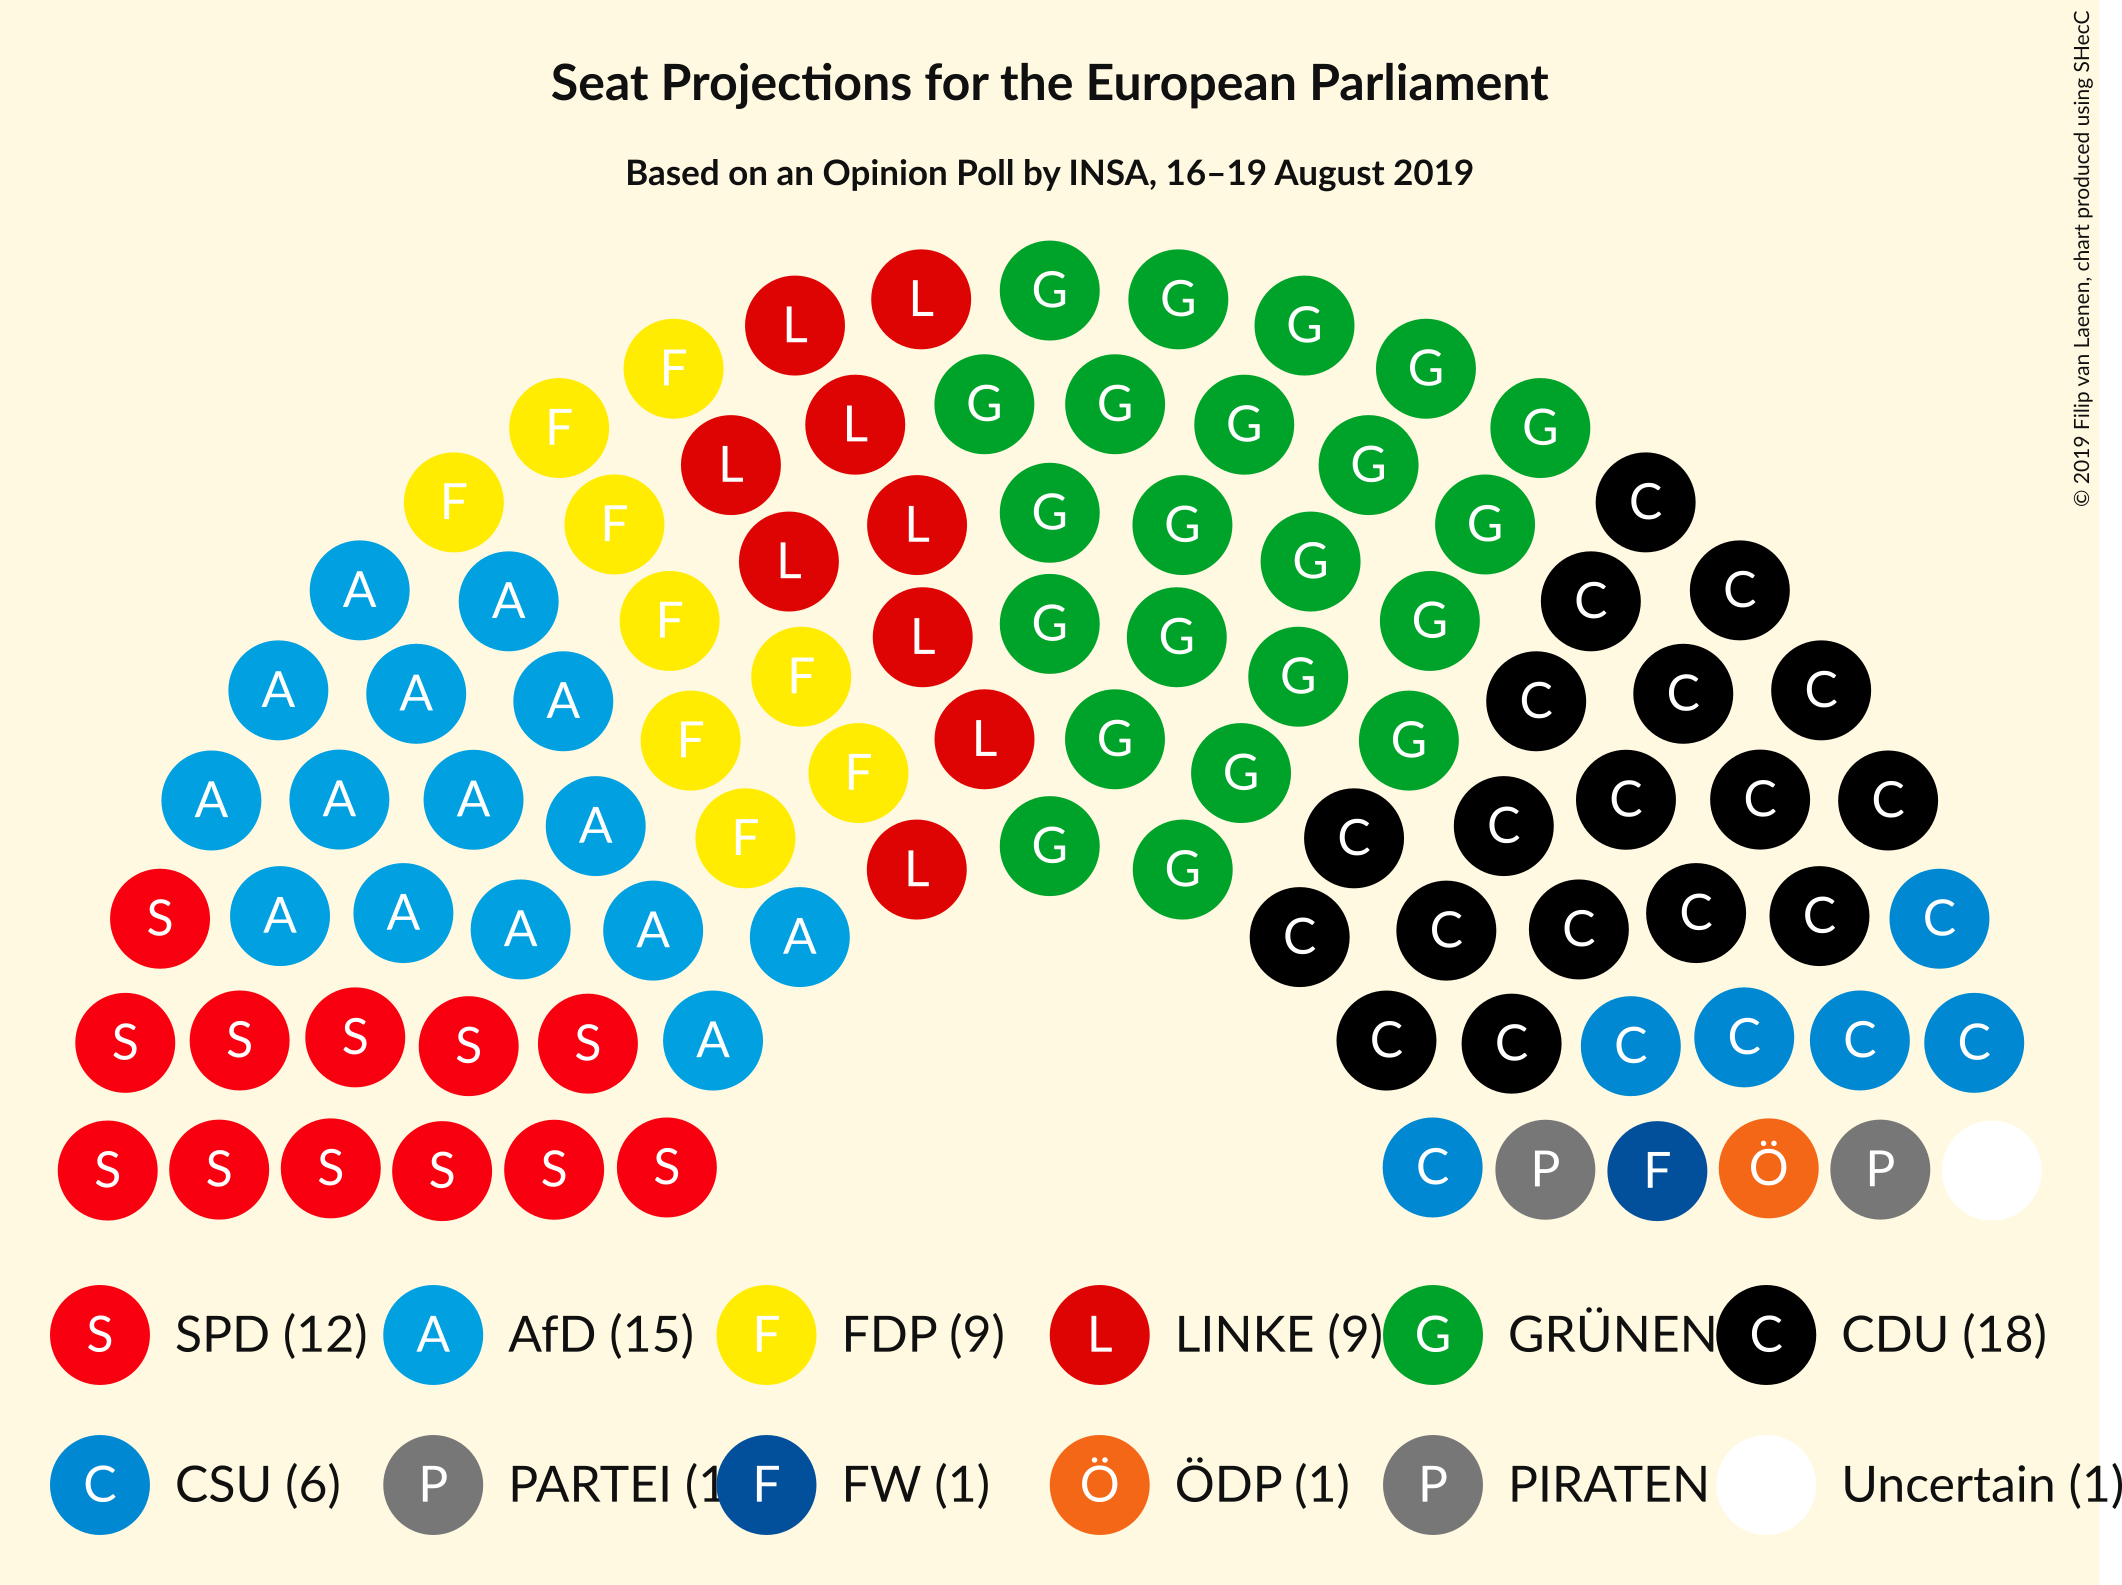 Seat Projections for the European Parliament
Based on an Opinion Poll by INSA, 16–19 August 2019
© 2019 Filip van Laenen, chart produced using SHecC
L L G G G
F L G G
F L G G G G
F F L L G G G G C
A A F L G G G C C
A A A F F L G G G G C C C
A A A A F F L G G C C C C C
S A A A A A L G G C C C C C C
S S S S S A C C C C C C
S S S S S S C P F Ö P
S SPD (12) A AfD (15) F FDP (9) L LINKE (9) G GRÜNEN C CDU (18)
C CSU (6) P PARTEI (1 F FW (1) Ö ÖDP (1) P PIRATEN Uncertain (1)